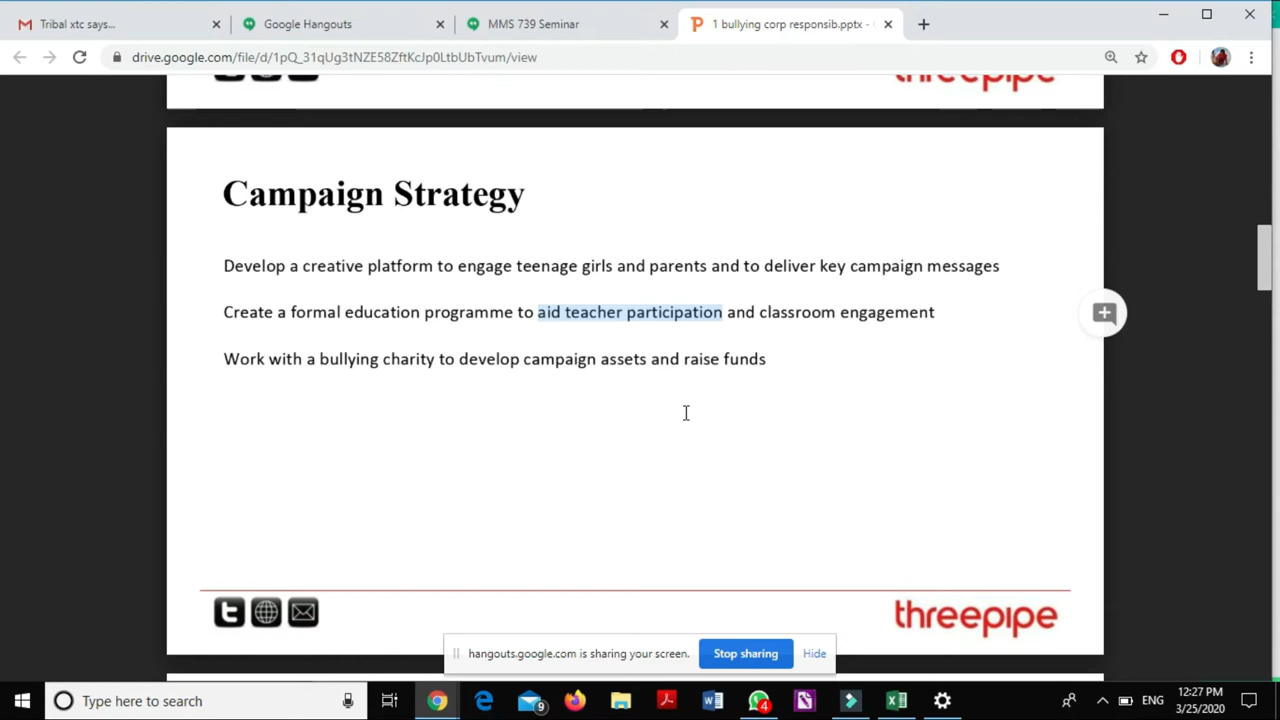 Tribal xtc says...
Google Hangouts
MMS 739 Seminar
1 bullying corp responsib.pptx -
drive.google.com/file/d/1pQ_31qUg3tNZE58ZftKcJp0LtbUbTvum/view
threepipe
Campaign Strategy
Develop a creative platform to engage teenage girls and parents and to deliver key campaign messages
Create a formal education programme to aid teacher participation and classroom engagement
Work with a bullying charity to develop campaign assets and raise funds
threepipe
hangouts.google.com is sharing your screen. Stop sharing Hide
Type here to search
9
4
ENG
12:27 PM
3/25/2020